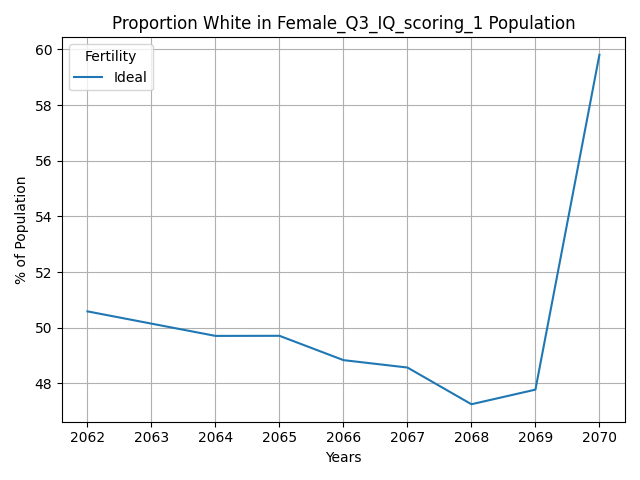 Proportion White in Female_Q3_IQ_scoring_1 Population
Fertility
Ideal
% of Population
60
58
56
54
52
50
48
2062 2063 2064 2065 2066 2067 2068 2069 2070
Years